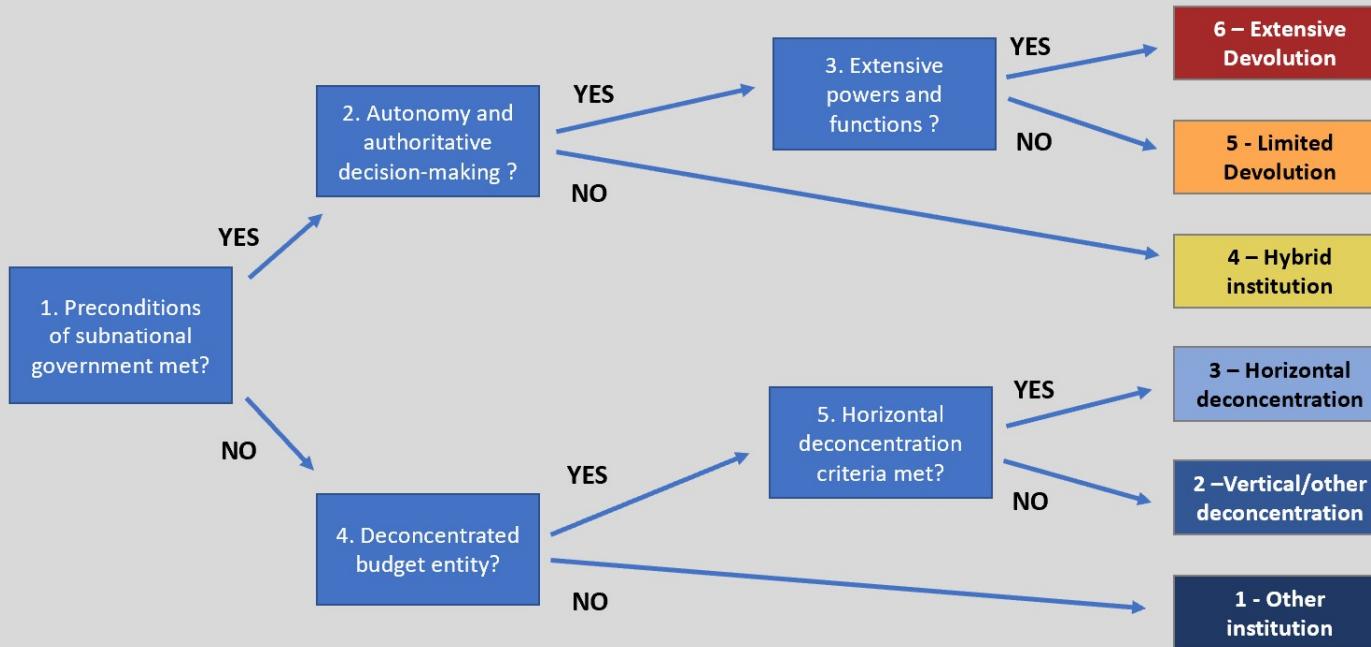 1. Preconditions
of subnational
government met?
YES
NO
2. Autonomy and
authoritative
decision-making ?
YES
NO
3. Extensive
powers and
functions ?
YES
NO
4. Deconcentrated
budget entity?
YES
NO
5. Horizontal
deconcentration
criteria met?
YES
NO
6 – Extensive
Devolution
5 - Limited
Devolution
4 – Hybrid
institution
3 – Horizontal
deconcentration
2 –Vertical/other
deconcentration
1 - Other
institution